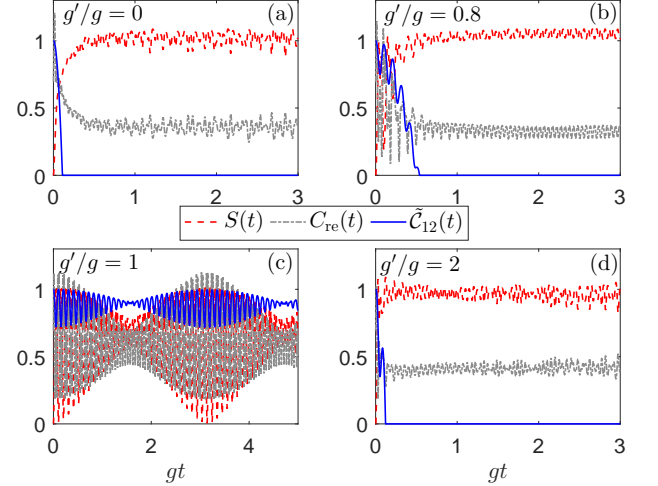 g′/g = 0 (a)
g′/g = 0.8 (b)
1
0.5
0
0 1 2 3
1
0.5
0
0 1 2 3
S(t) C_re(t) C̃_12(t)
g′/g = 1 (c)
g′/g = 2 (d)
1
0.5
0
0 2 4
1
0.5
0
0 1 2 3
gt
gt